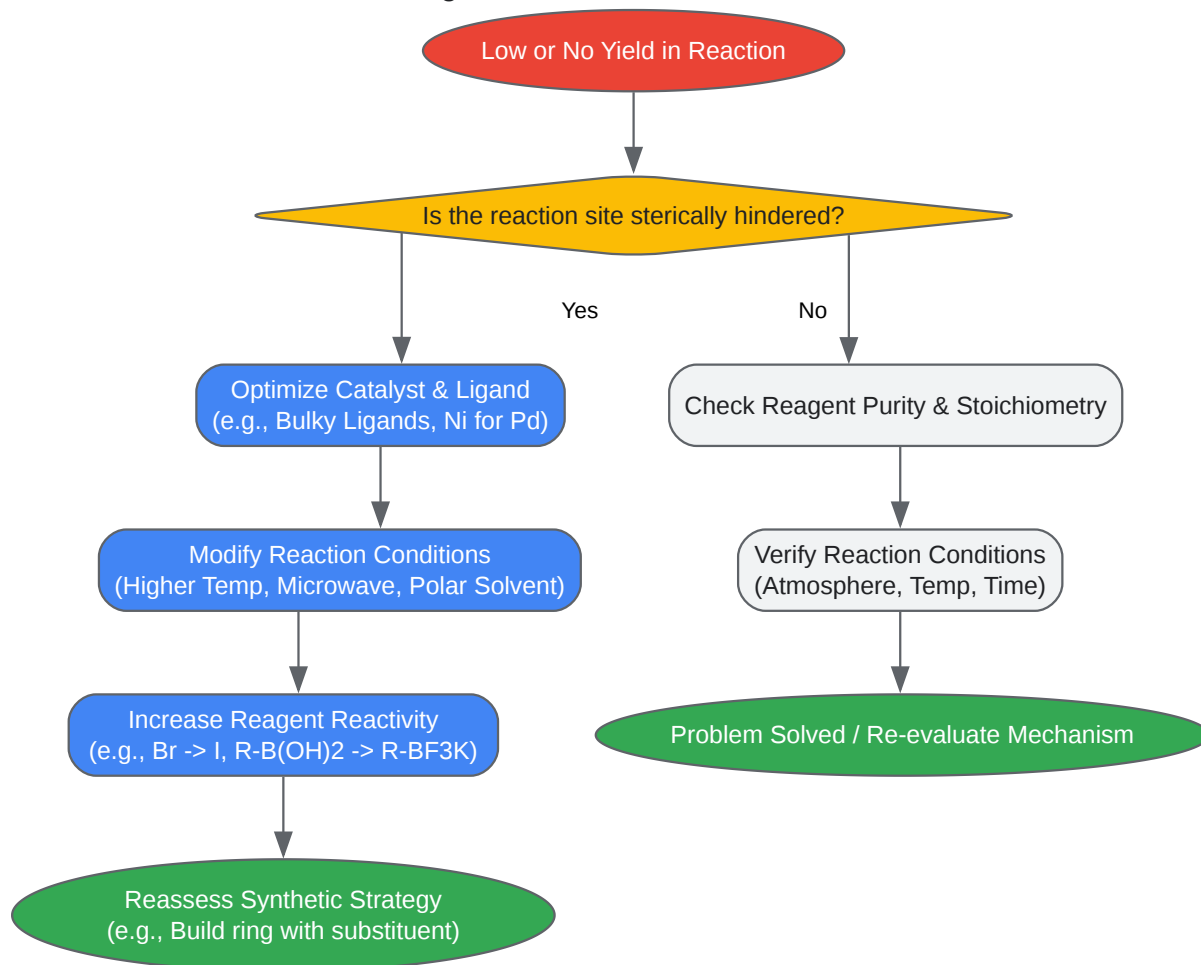 Low or No Yield in Reaction
Is the reaction site sterically hindered?
Yes
No
Optimize Catalyst & Ligand
(e.g., Bulky Ligands, Ni for Pd)
Check Reagent Purity & Stoichiometry
Modify Reaction Conditions
(Higher Temp, Microwave, Polar Solvent)
Verify Reaction Conditions
(Atmosphere, Temp, Time)
Increase Reagent Reactivity
(e.g., Br -> I, R-B(OH)2 -> R-BF3K)
Problem Solved / Re-evaluate Mechanism
Reassess Synthetic Strategy
(e.g., Build ring with substituent)